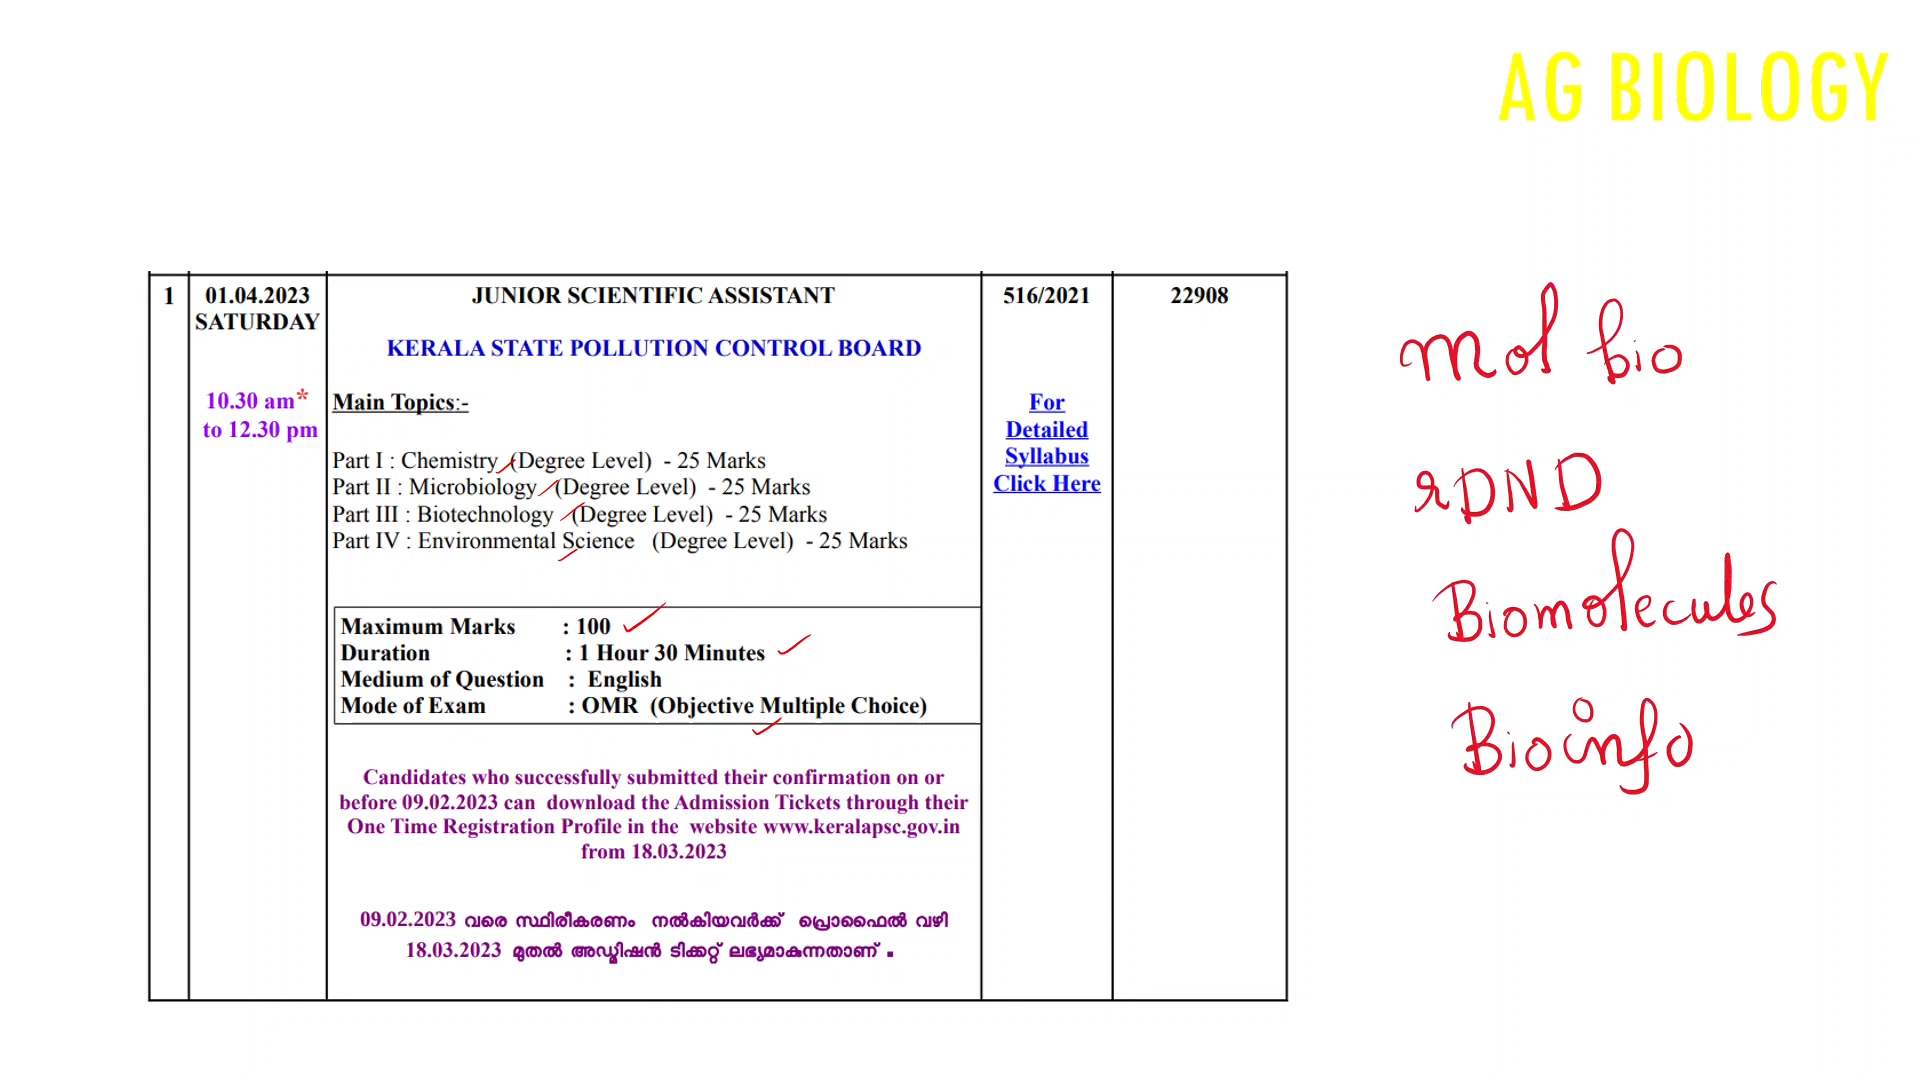 AG BIOLOGY
1
01.04.2023
SATURDAY
10.30 am*
to 12.30 pm
JUNIOR SCIENTIFIC ASSISTANT
KERALA STATE POLLUTION CONTROL BOARD
Main Topics:-
Part I : Chemistry (Degree Level) - 25 Marks
Part II : Microbiology (Degree Level) - 25 Marks
Part III : Biotechnology (Degree Level) - 25 Marks
Part IV : Environmental Science (Degree Level) - 25 Marks
Maximum Marks : 100
Duration : 1 Hour 30 Minutes
Medium of Question : English
Mode of Exam : OMR (Objective Multiple Choice)
Candidates who successfully submitted their confirmation on or
before 09.02.2023 can download the Admission Tickets through their
One Time Registration Profile in the website www.keralapsc.gov.in
from 18.03.2023
09.02.2023 വരെ സ്ഥിരീകരണം നൽകിയവർക്ക് പ്രൊഫൈൽ വഴി
18.03.2023 മുതൽ അഡ്മിഷൻ ടിക്കറ്റ് ലഭ്യമാകുന്നതാണ് .
516/2021
For
Detailed
Syllabus
Click Here
22908
Mol bio
rDND
Biomolecules
Bioinfo